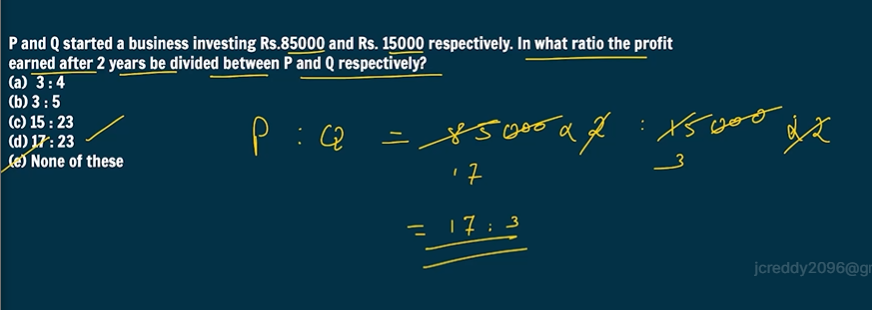 P and Q started a business investing Rs.85000 and Rs. 15000 respectively. In what ratio the profit
earned after 2 years be divided between P and Q respectively?
(a) 3 : 4
(b) 3 : 5
(c) 15 : 23
(d) 17 : 23
(e) None of these
P : Q = 85000 x 2 : 15000 x 2
17 3
= 17 : 3
jcreddy2096@g